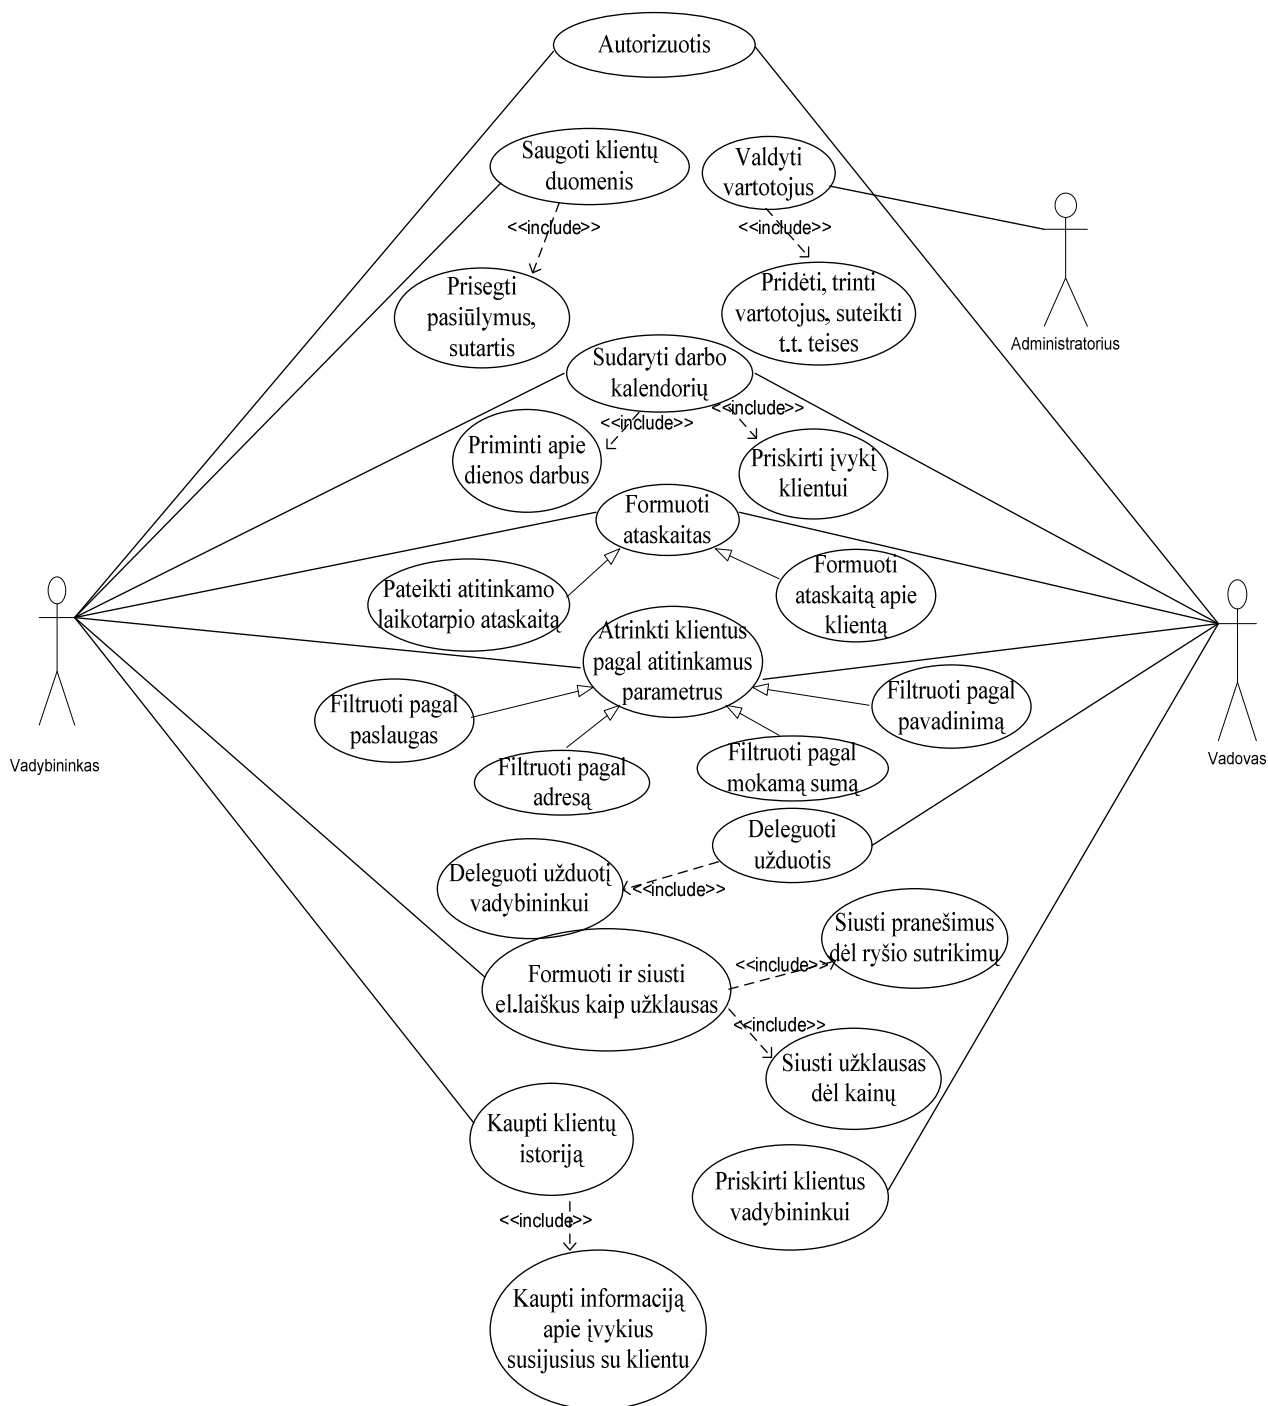 Autorizuotis
Saugoti klientų
duomenis
Valdyti
vartotojus
<<include>>
<<include>>
Prisegti
pasiūlymus,
sutartis
Pridėti, trinti
vartotojus, suteikti
t.t. teises
Administratorius
Sudaryti darbo
kalendorių
<<include>>
<<include>>
Priminti apie
dienos darbus
Priskirti įvykį
klientui
Formuoti
ataskaitas
Pateikti atitinkamo
laikotarpio ataskaitą
Formuoti
ataskaitą apie
klientą
Atrinkti klientus
pagal atitinkamus
parametrus
Filtruoti pagal
paslaugas
Filtruoti pagal
pavadinimą
Vadybininkas
Vadovas
Filtruoti pagal
adresą
Filtruoti pagal
mokamą sumą
Deleguoti
užduotis
Deleguoti užduotį
vadybininkui
<<include>>
Siusti pranešimus
dėl ryšio sutrikimų
<<include>>
Formuoti ir siusti
el.laiškus kaip užklausas
<<include>>
Siusti užklausas
dėl kainų
Kaupti klientų
istoriją
Priskirti klientus
vadybininkui
<<include>>
Kaupti informaciją
apie įvykius
susijusius su klientu